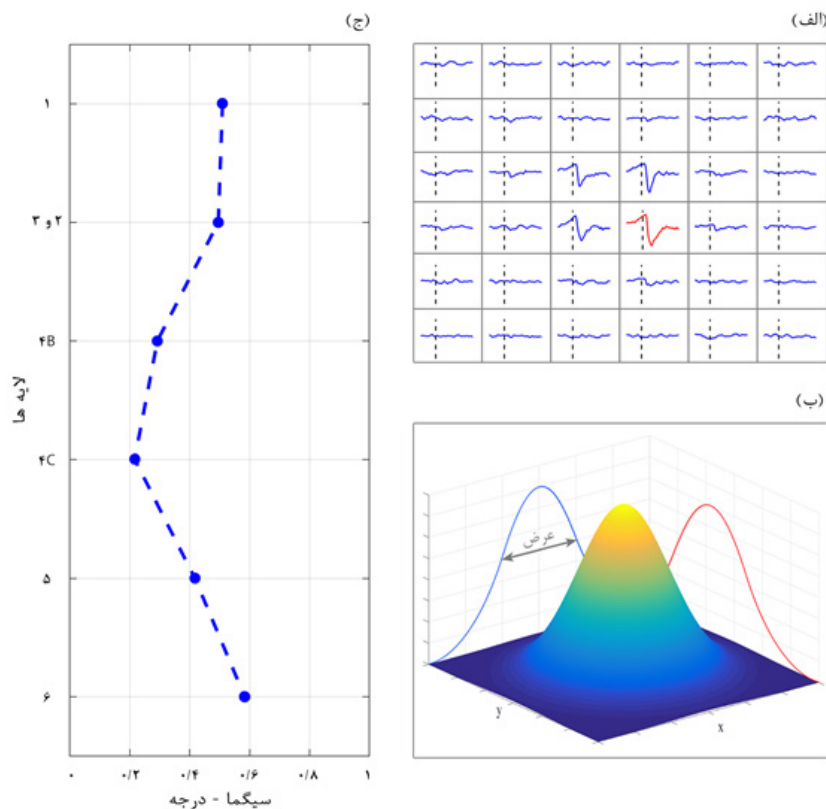 (الف)
(ب)
عرض
y
x
(ج)
۱
۲ و ۳
۴B
۴C
۵
۶
لایه ها
۰ ۰/۲ ۰/۴ ۰/۶ ۰/۸ ۱
سیگما - درجه